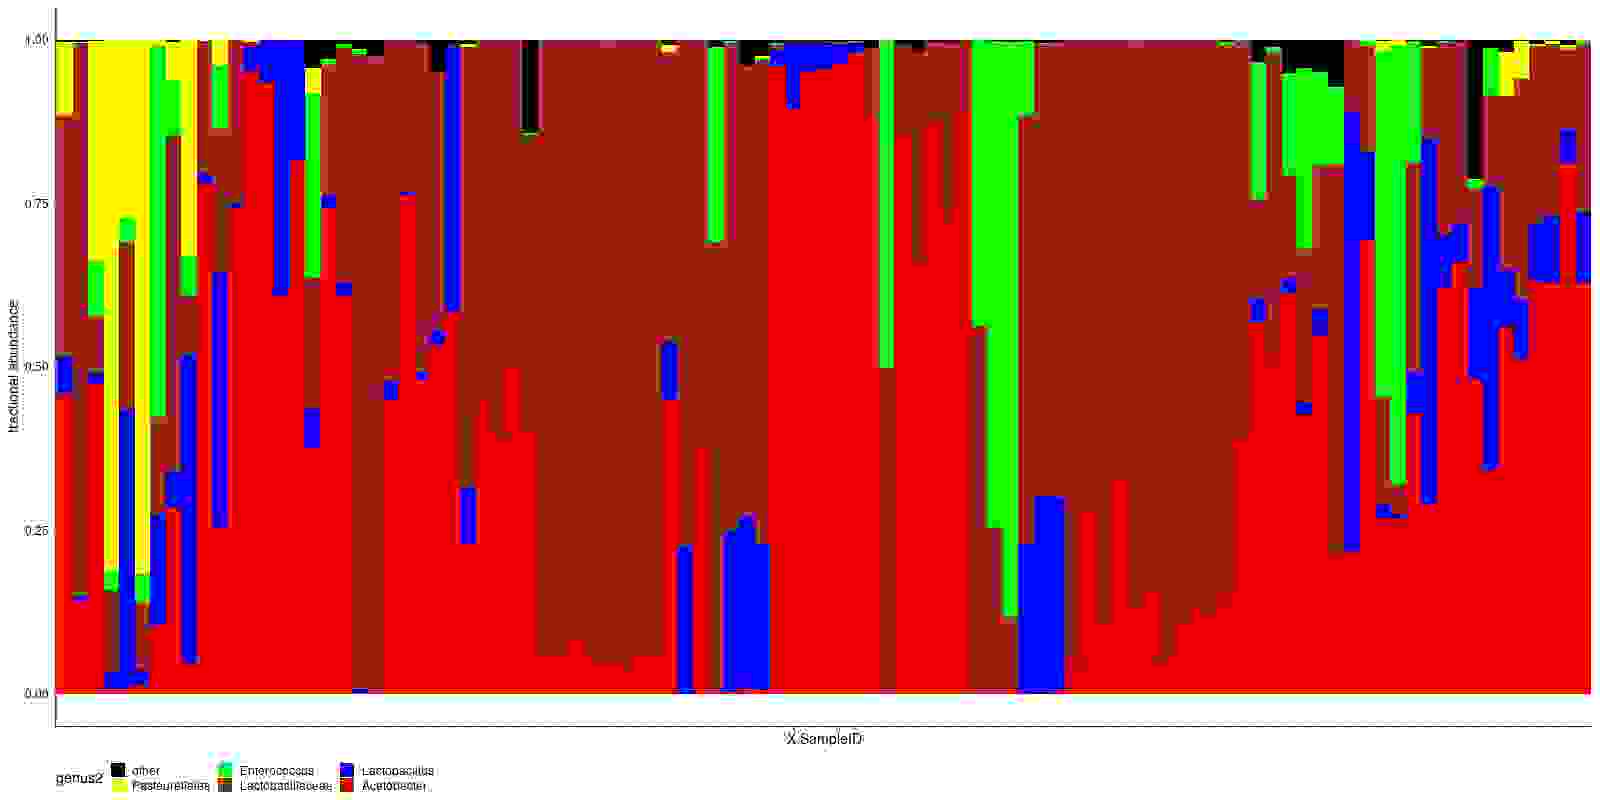 1.00
0.75
0.50
0.25
0.00
fractional abundance
X.SampleID
genus2
other
Pasteurellales
Enterococcus
Lactobacillaceae
Lactobacillus
Acetobacter